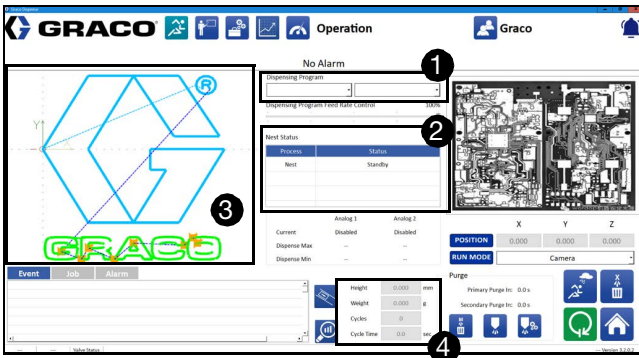 Graco Dispenser
GRACO Operation Graco
No Alarm
1
Dispensing Program
Dispensing Program Feed Rate Control 100%
2
Nest Status
Process Status
Nest Standby
Y
X
R
3
GRACO
Analog 1 Analog 2
Current Disabled Disabled
Dispense Max --- ---
Dispense Min --- ---
X Y Z
POSITION 0.000 0.000 0.000
RUN MODE Camera
Event Job Alarm
Height 0.000 mm
Weight 0.000 g
Cycles 0
Cycle Time 0.0 sec
4
Purge
Primary Purge In: 0.0 s
Secondary Purge In: 0.0 s
X
--- --- Valve Status
--- Version 3.2.0.2